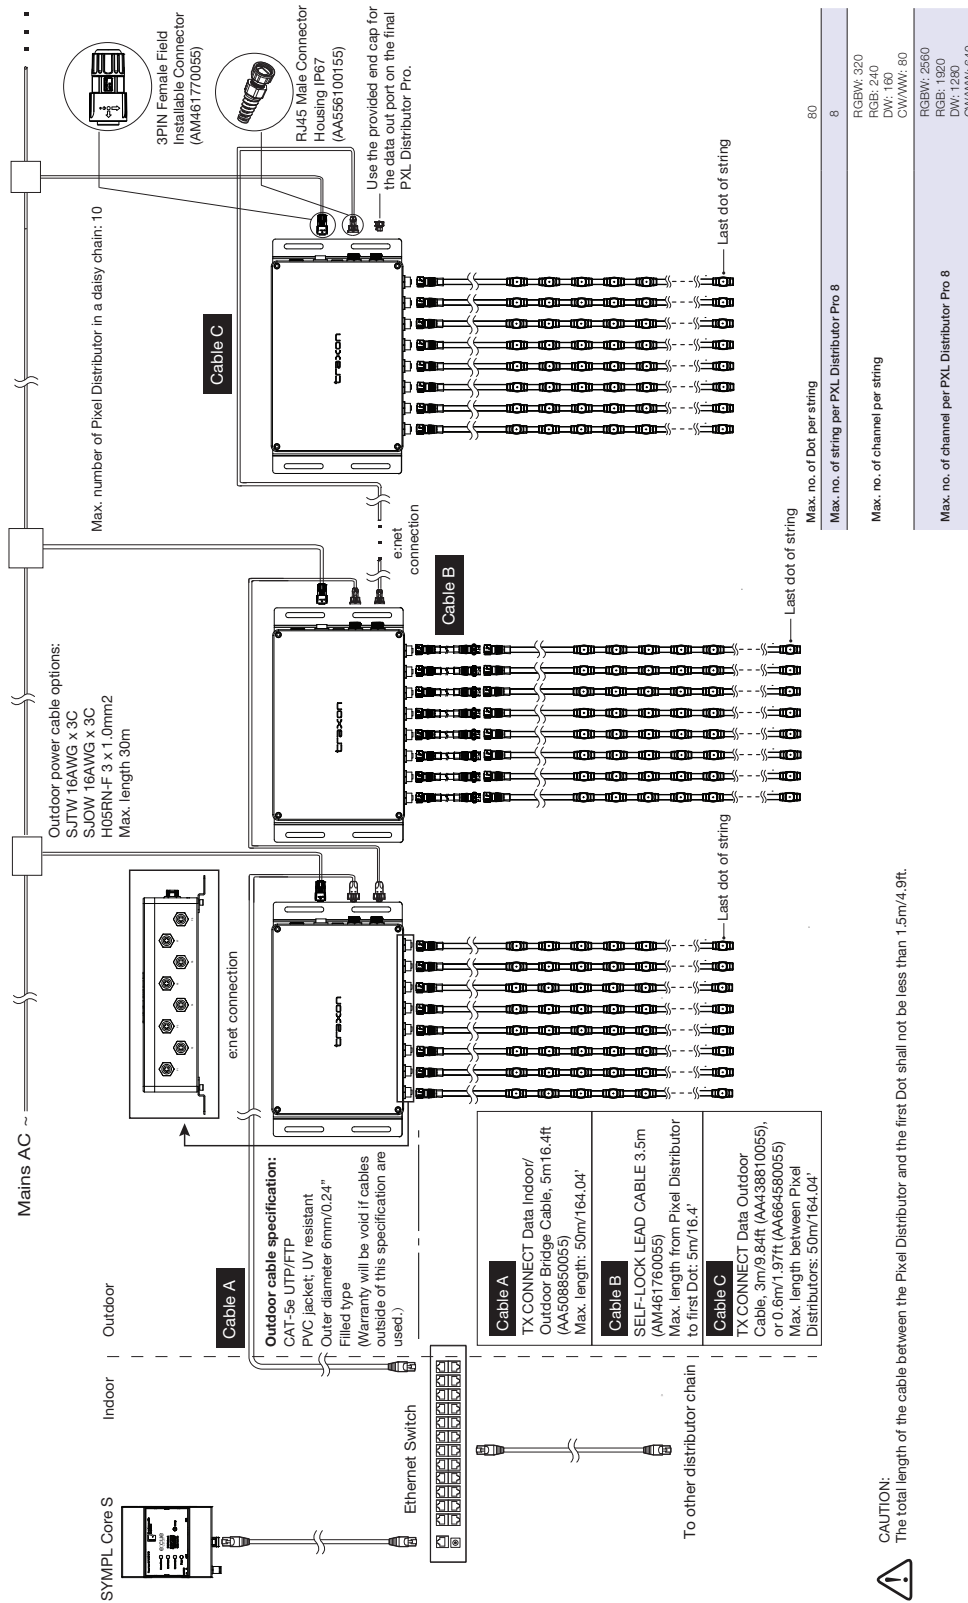 Mains AC ~
Outdoor power cable options:
SJTW 16AWG x 3C
SJOW 16AWG x 3C
H05RN-F 3 x 1.0mm2
Max. length 30m
Max. number of Pixel Distributor in a daisy chain: 10
3PIN Female Field
Installable Connector
(AM461770055)
RJ45 Male Connector
Housing IP67
(AA556100155)
Use the provided end cap for
the data out port on the final
PXL Distributor Pro.
SYMPL Core S
e:cue
Indoor
Outdoor
Cable A
Outdoor cable specification:
CAT-5e UTP/FTP
PVC jacket; UV resistant
Outer diameter 6mm/0.24"
Filled type
(Warranty will be void if cables
outside of this specification are
used.)
e:net connection
traxon
traxon
Cable B
e:net
connection
Cable C
traxon
Ethernet Switch
To other distributor chain
Cable A
TX CONNECT Data Indoor/
Outdoor Bridge Cable, 5m16.4ft
(AA508850055)
Max. length: 50m/164.04'
Cable B
SELF-LOCK LEAD CABLE 3.5m
(AM461760055)
Max. length from Pixel Distributor
to first Dot: 5m/16.4'
Cable C
TX CONNECT Data Outdoor
Cable, 3m/9.84ft (AA438810055),
or 0.6m/1.97ft (AA664580055)
Max. length between Pixel
Distributors: 50m/164.04'
Last dot of string
Last dot of string
Last dot of string
Max. no. of Dot per string 80
Max. no. of string per PXL Distributor Pro 8 8
Max. no. of channel per string
RGBW: 320
RGB: 240
DW: 160
CW/WW: 80
Max. no. of channel per PXL Distributor Pro 8
RGBW: 2560
RGB: 1920
DW: 1280
CW/WW: 640
CAUTION:
The total length of the cable between the Pixel Distributor and the first Dot shall not be less than 1.5m/4.9ft.